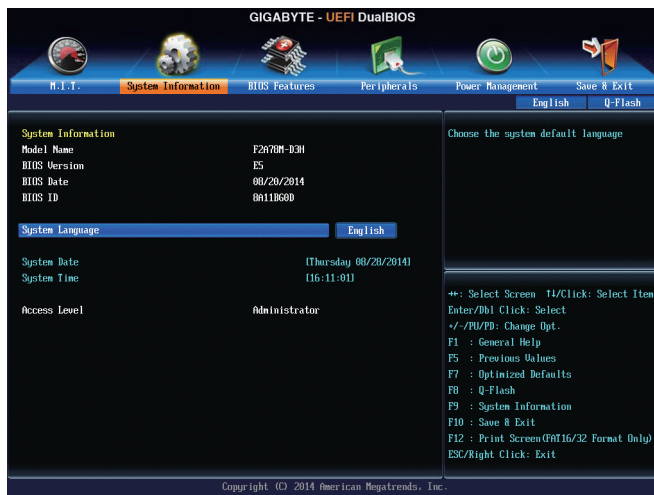 GIGABYTE - UEFI DualBIOS
M.I.T. System Information BIOS Features Peripherals Power Management Save & Exit
English Q-Flash
System Information
Model Name F2A78M-D3H
BIOS Version E5
BIOS Date 08/20/2014
BIOS ID 8A11BG0D
System Language English
System Date [Thursday 08/28/2014]
System Time [16:11:01]
Access Level Administrator
Choose the system default language
→←: Select Screen ↑↓/Click: Select Item
Enter/Dbl Click: Select
+/-/PU/PD: Change Opt.
F1 : General Help
F5 : Previous Values
F7 : Optimized Defaults
F8 : Q-Flash
F9 : System Information
F10 : Save & Exit
F12 : Print Screen(FAT16/32 Format Only)
ESC/Right Click: Exit
Copyright (C) 2014 American Megatrends, Inc.